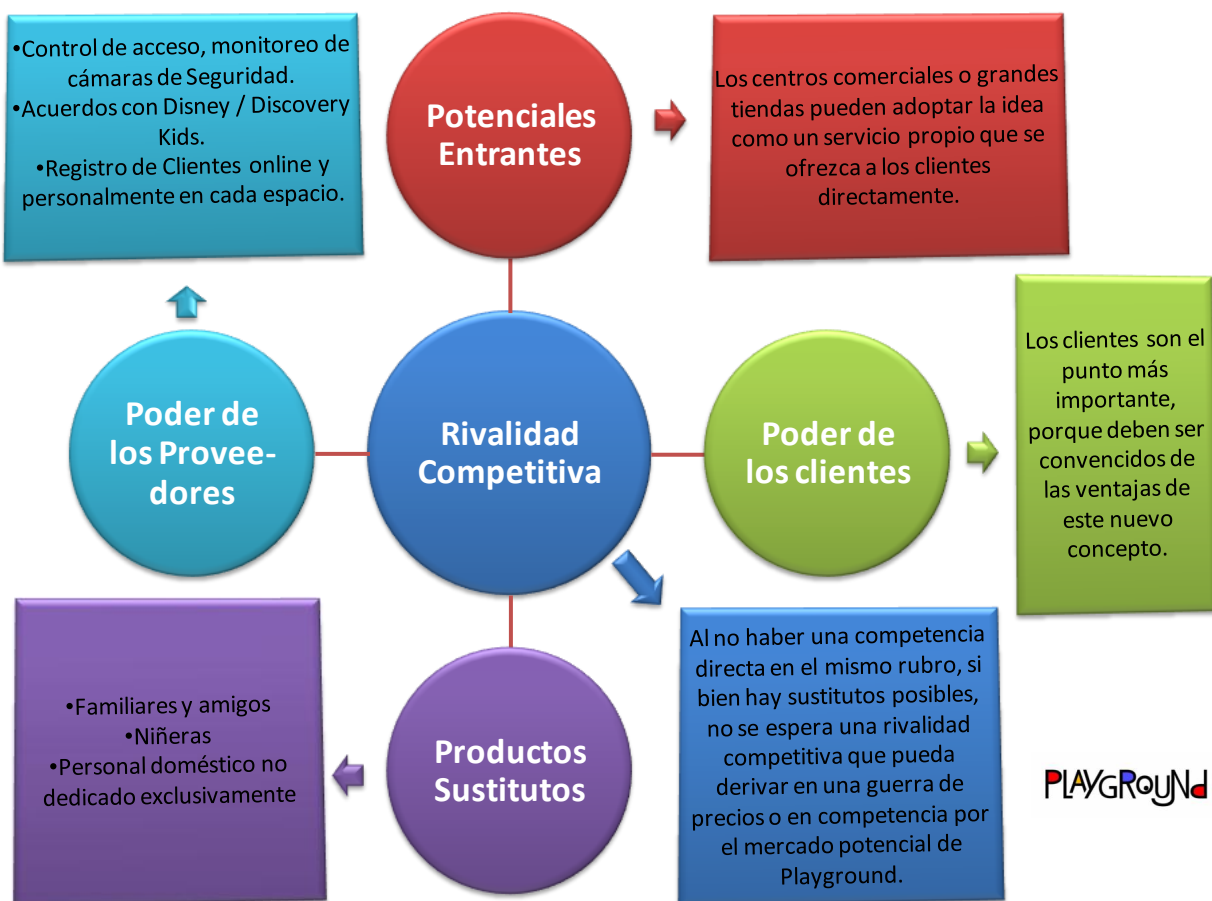 •Control de acceso, monitoreo de
cámaras de Seguridad.
•Acuerdos con Disney / Discovery
Kids.
•Registro de Clientes online y
personalmente en cada espacio.
Potenciales
Entrantes
Los centros comerciales o grandes
tiendas pueden adoptar la idea
como un servicio propio que se
ofrezca a los clientes
directamente.
Poder de
los Provee-
dores
Rivalidad
Competitiva
Poder de
los clientes
Los clientes son el
punto más
importante,
porque deben ser
convencidos de
las ventajas de
este nuevo
concepto.
•Familiares y amigos
•Niñeras
•Personal doméstico no
dedicado exclusivamente
Productos
Sustitutos
Al no haber una competencia
directa en el mismo rubro, si
bien hay sustitutos posibles,
no se espera una rivalidad
competitiva que pueda
derivar en una guerra de
precios o en competencia por
el mercado potencial de
Playground.
PLAYGROUNd